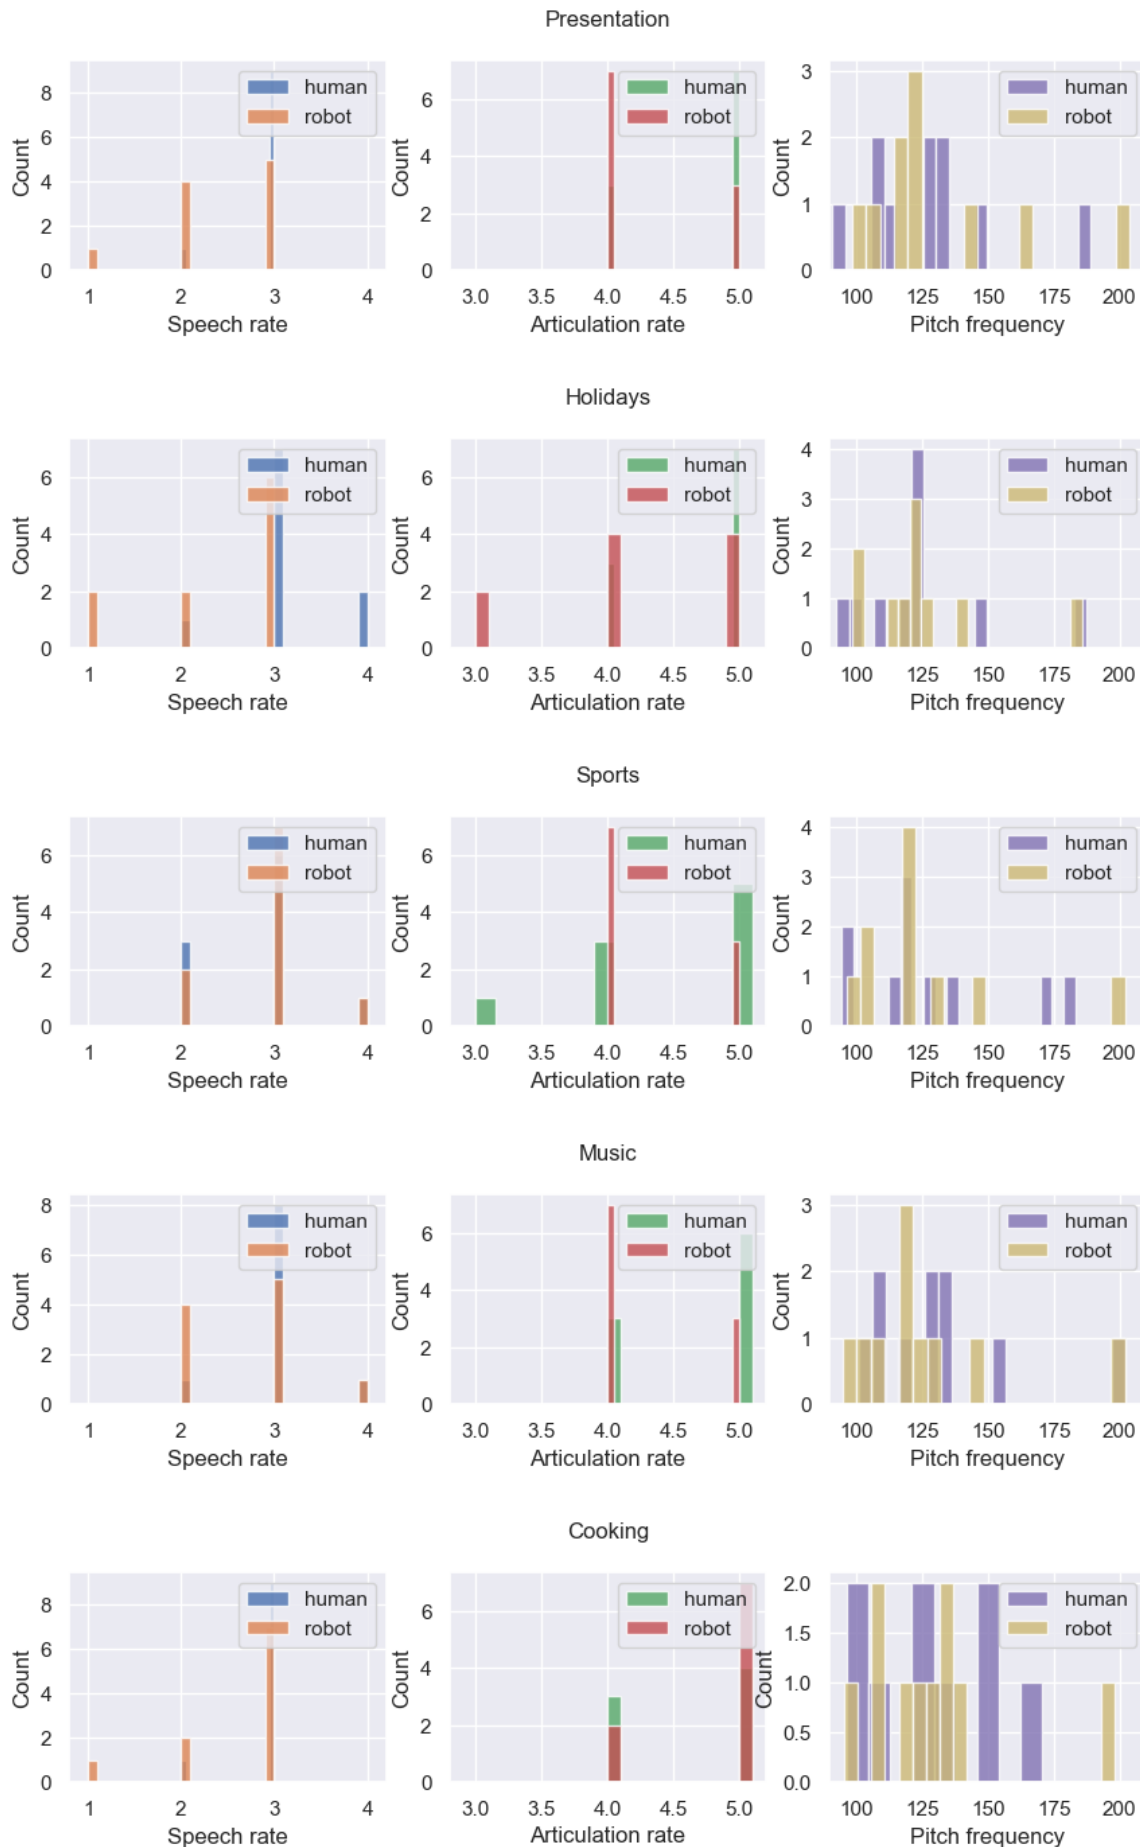 Presentation
human
robot
8
6
4
2
0
Count
1 2 3 4
Speech rate
human
robot
6
4
2
0
Count
3.0 3.5 4.0 4.5 5.0
Articulation rate
human
robot
3
2
1
0
Count
100 125 150 175 200
Pitch frequency
Holidays
human
robot
6
4
2
0
Count
1 2 3 4
Speech rate
human
robot
6
4
2
0
Count
3.0 3.5 4.0 4.5 5.0
Articulation rate
human
robot
4
3
2
1
0
Count
100 125 150 175 200
Pitch frequency
Sports
human
robot
6
4
2
0
Count
1 2 3 4
Speech rate
human
robot
6
4
2
0
Count
3.0 3.5 4.0 4.5 5.0
Articulation rate
human
robot
4
3
2
1
0
Count
100 125 150 175 200
Pitch frequency
Music
human
robot
8
6
4
2
0
Count
1 2 3 4
Speech rate
human
robot
6
4
2
0
Count
3.0 3.5 4.0 4.5 5.0
Articulation rate
human
robot
3
2
1
0
Count
100 125 150 175 200
Pitch frequency
Cooking
human
robot
8
6
4
2
0
Count
1 2 3 4
Speech rate
human
robot
6
4
2
0
Count
3.0 3.5 4.0 4.5 5.0
Articulation rate
human
robot
2.0
1.5
1.0
0.5
0.0
Count
100 125 150 175 200
Pitch frequency